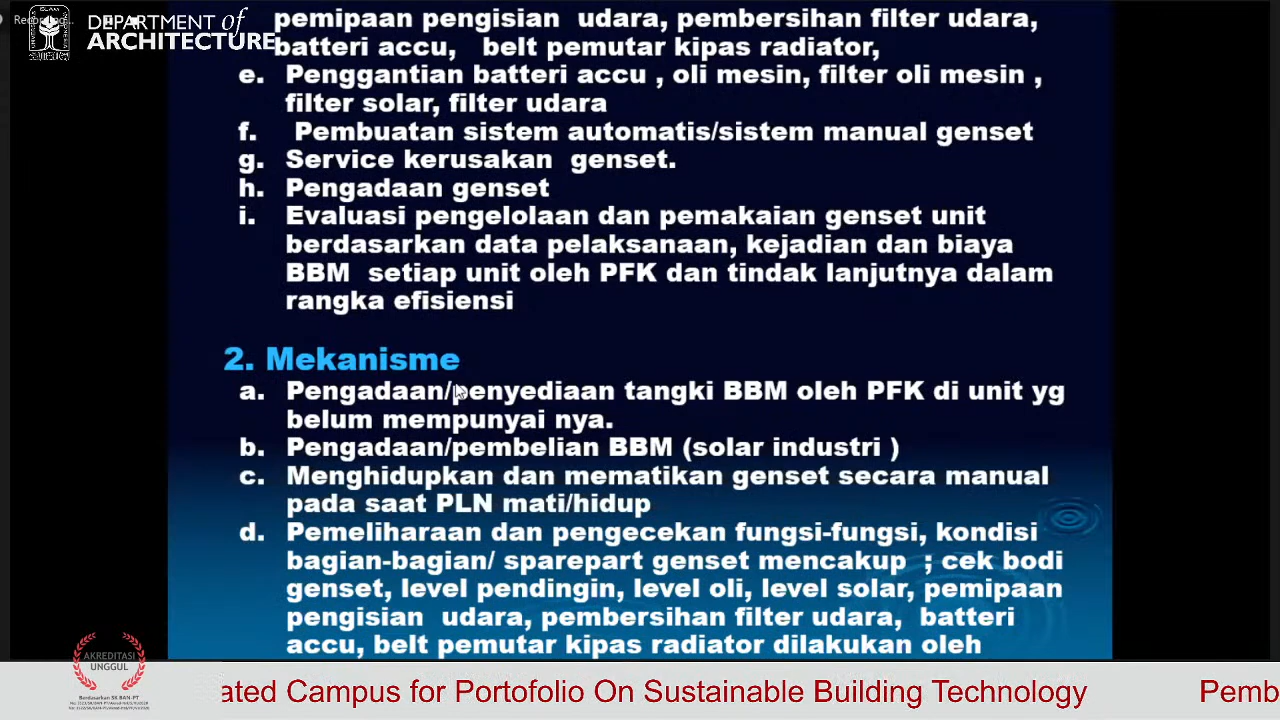 DEPARTMENT of
ARCHITECTURE
pemipaan pengisian udara, pembersihan filter udara,
batteri accu, belt pemutar kipas radiator,
e. Penggantian batteri accu , oli mesin, filter oli mesin ,
filter solar, filter udara
f. Pembuatan sistem automatis/sistem manual genset
g. Service kerusakan genset.
h. Pengadaan genset
i. Evaluasi pengelolaan dan pemakaian genset unit
berdasarkan data pelaksanaan, kejadian dan biaya
BBM setiap unit oleh PFK dan tindak lanjutnya dalam
rangka efisiensi
2. Mekanisme
a. Pengadaan/penyediaan tangki BBM oleh PFK di unit yg
belum mempunyai nya.
b. Pengadaan/pembelian BBM (solar industri )
c. Menghidupkan dan mematikan genset secara manual
pada saat PLN mati/hidup
d. Pemeliharaan dan pengecekan fungsi-fungsi, kondisi
bagian-bagian/ sparepart genset mencakup ; cek bodi
genset, level pendingin, level oli, level solar, pemipaan
pengisian udara, pembersihan filter udara, batteri
accu, belt pemutar kipas radiator dilakukan oleh
AKREDITASI
UNGGUL
Berdasarkan SK BAN-PT
ated Campus for Portofolio On Sustainable Building Technology
Pemb